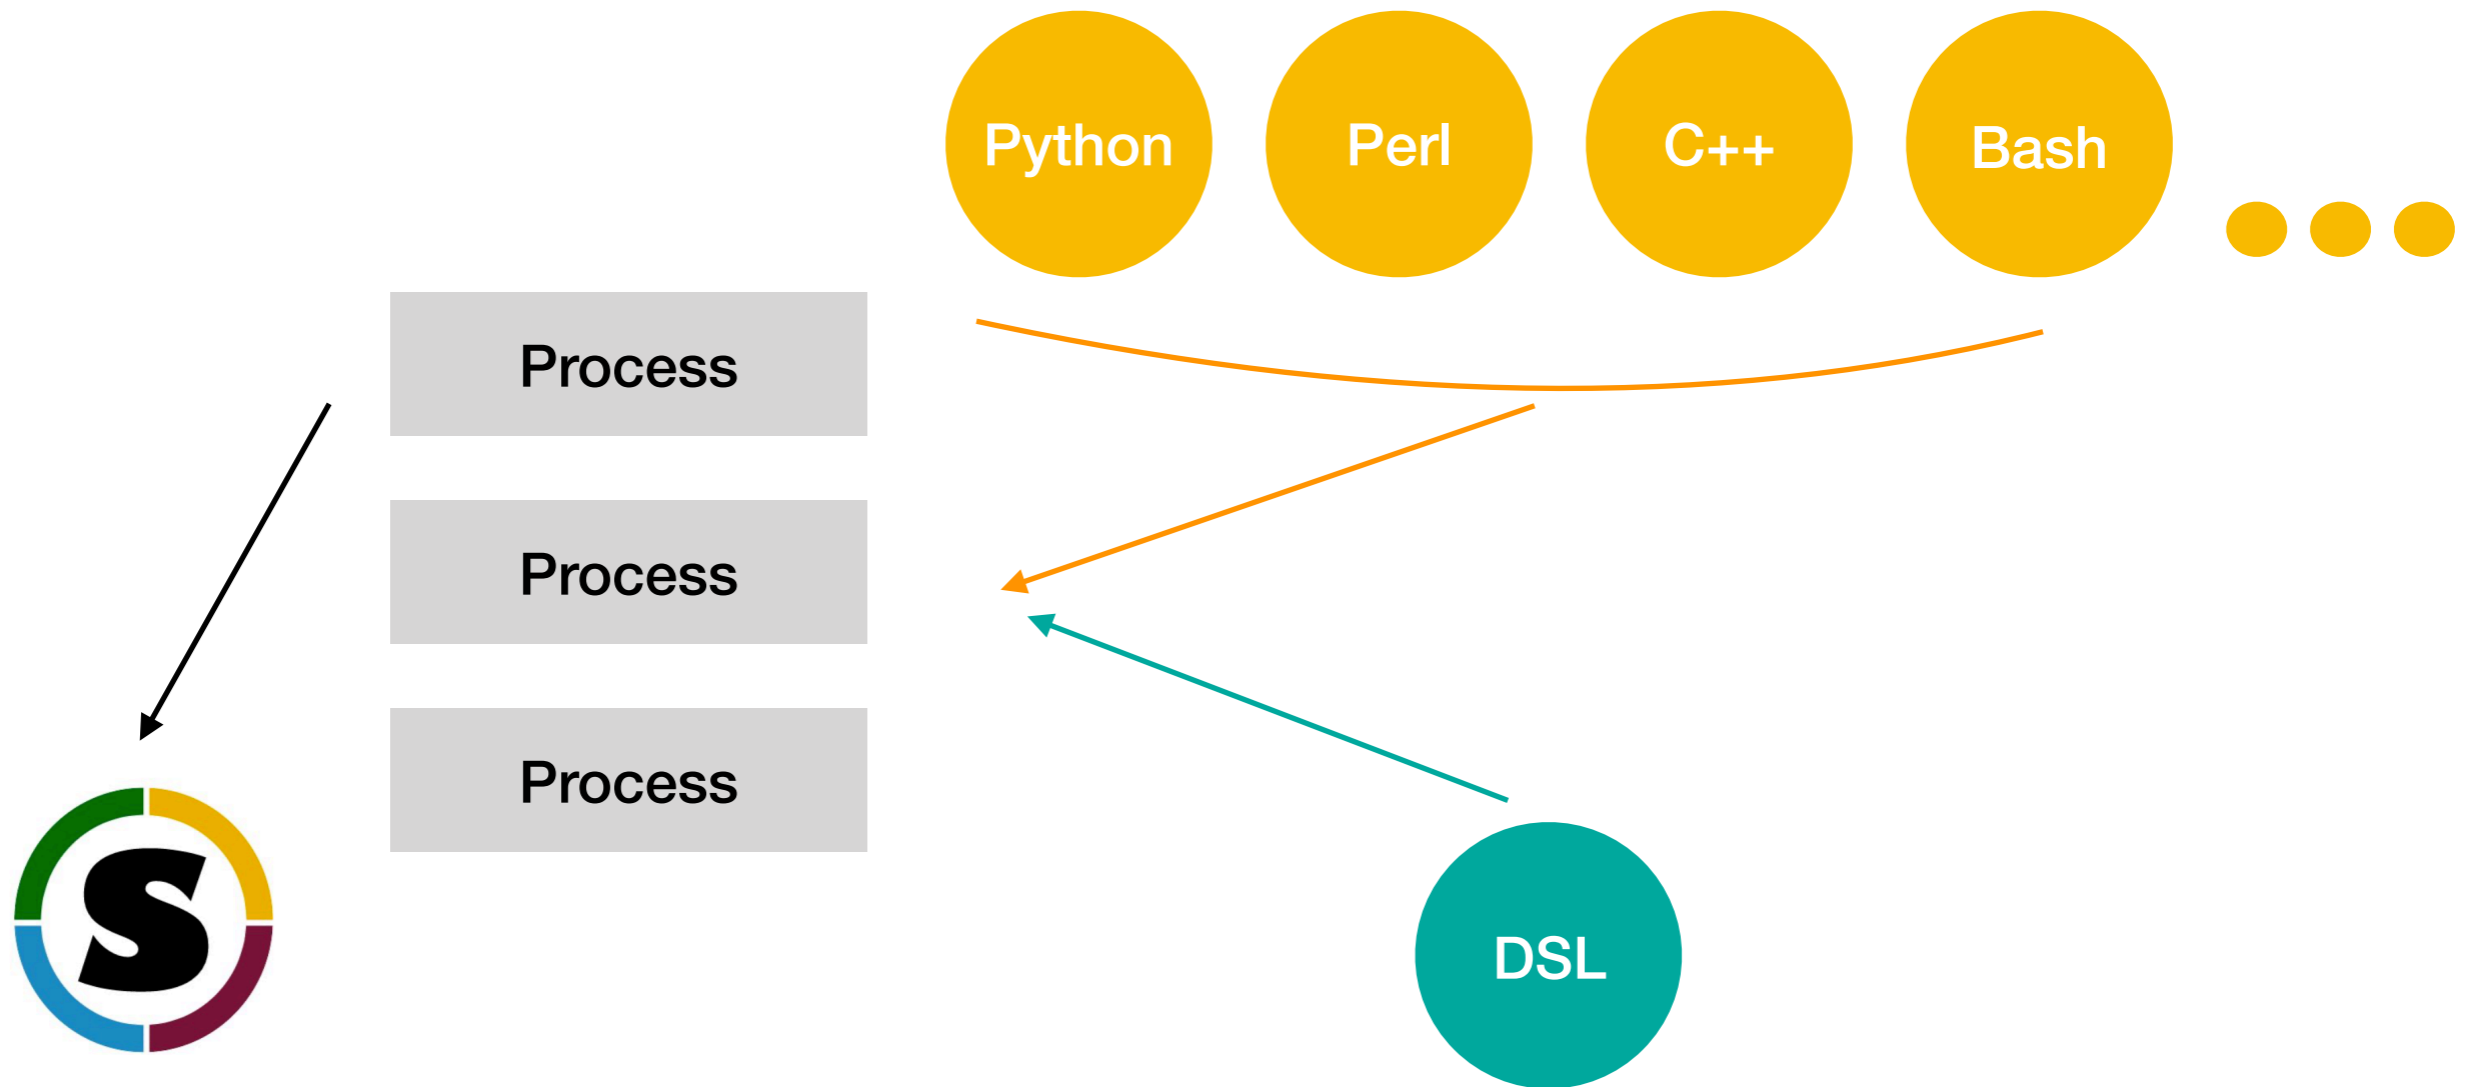 Python
Perl
C++
Bash
Process
Process
Process
S
DSL